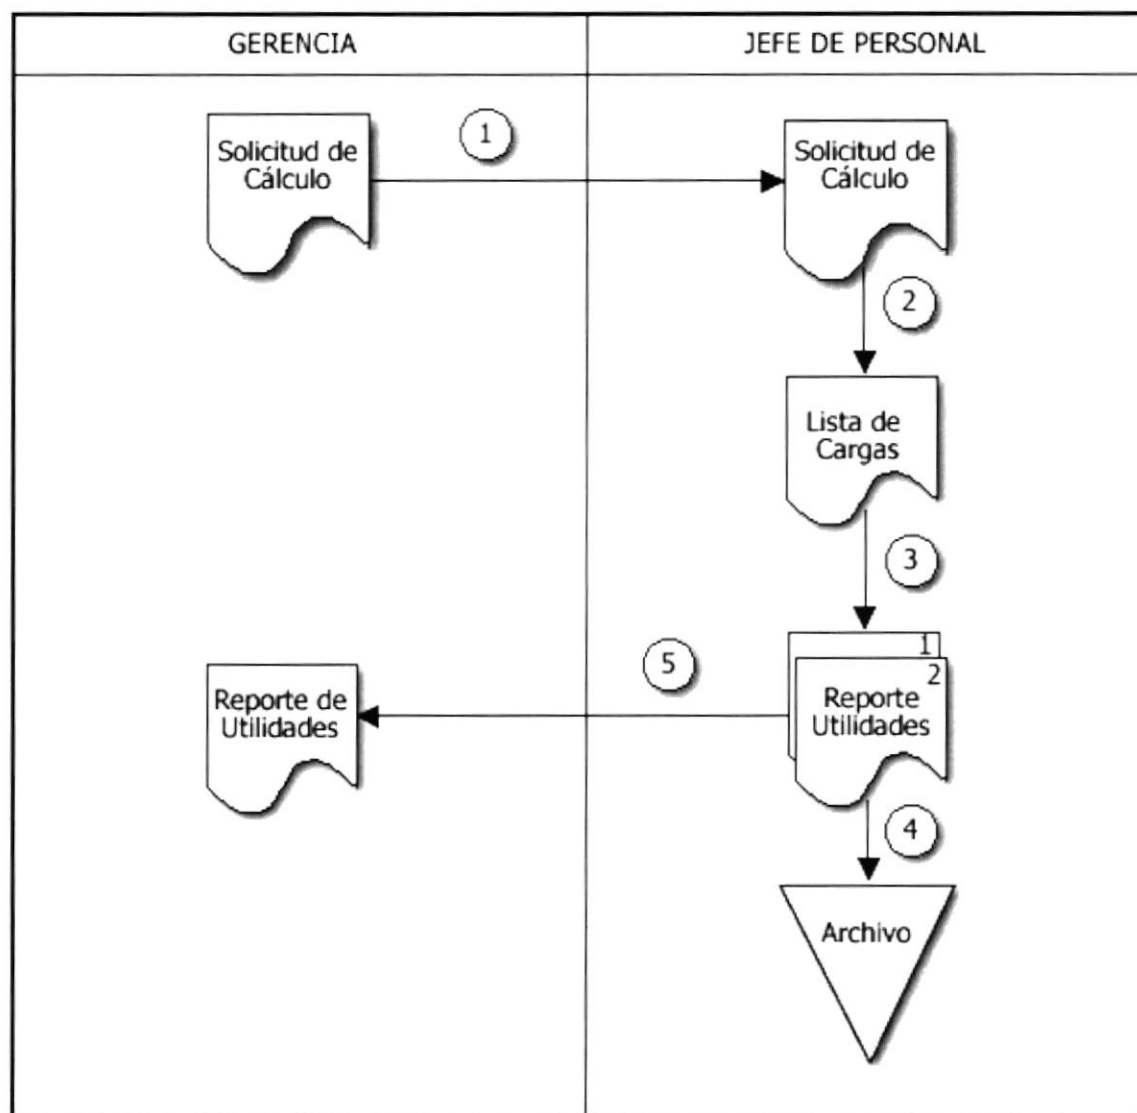 GERENCIA
JEFE DE PERSONAL
Solicitud de
Cálculo
1
Solicitud de
Cálculo
2
Lista de
Cargas
3
1
2
Reporte
Utilidades
5
Reporte de
Utilidades
4
Archivo